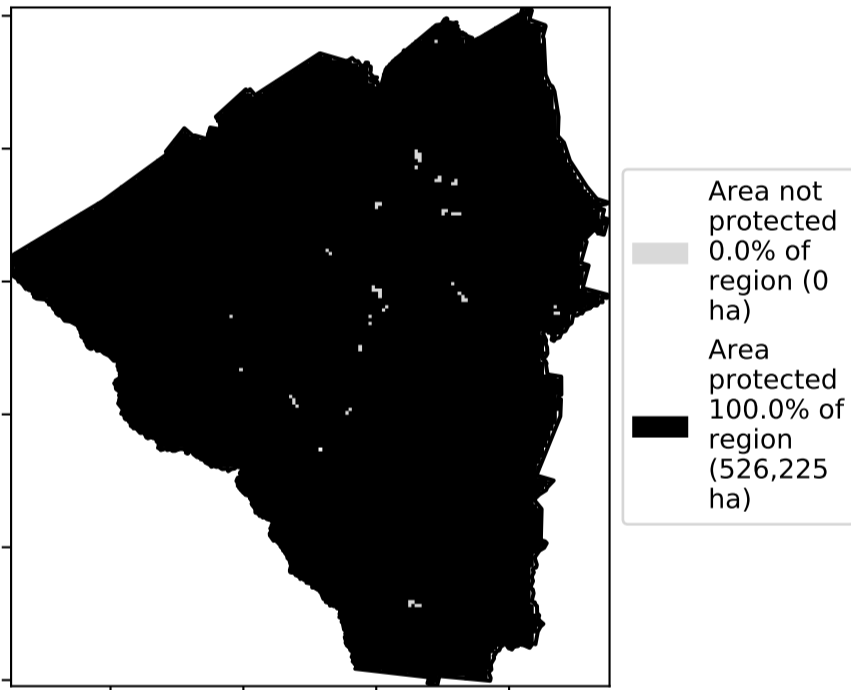 Area not
protected
0.0% of
region (0
ha)
Area
protected
100.0% of
region
(526,225
ha)